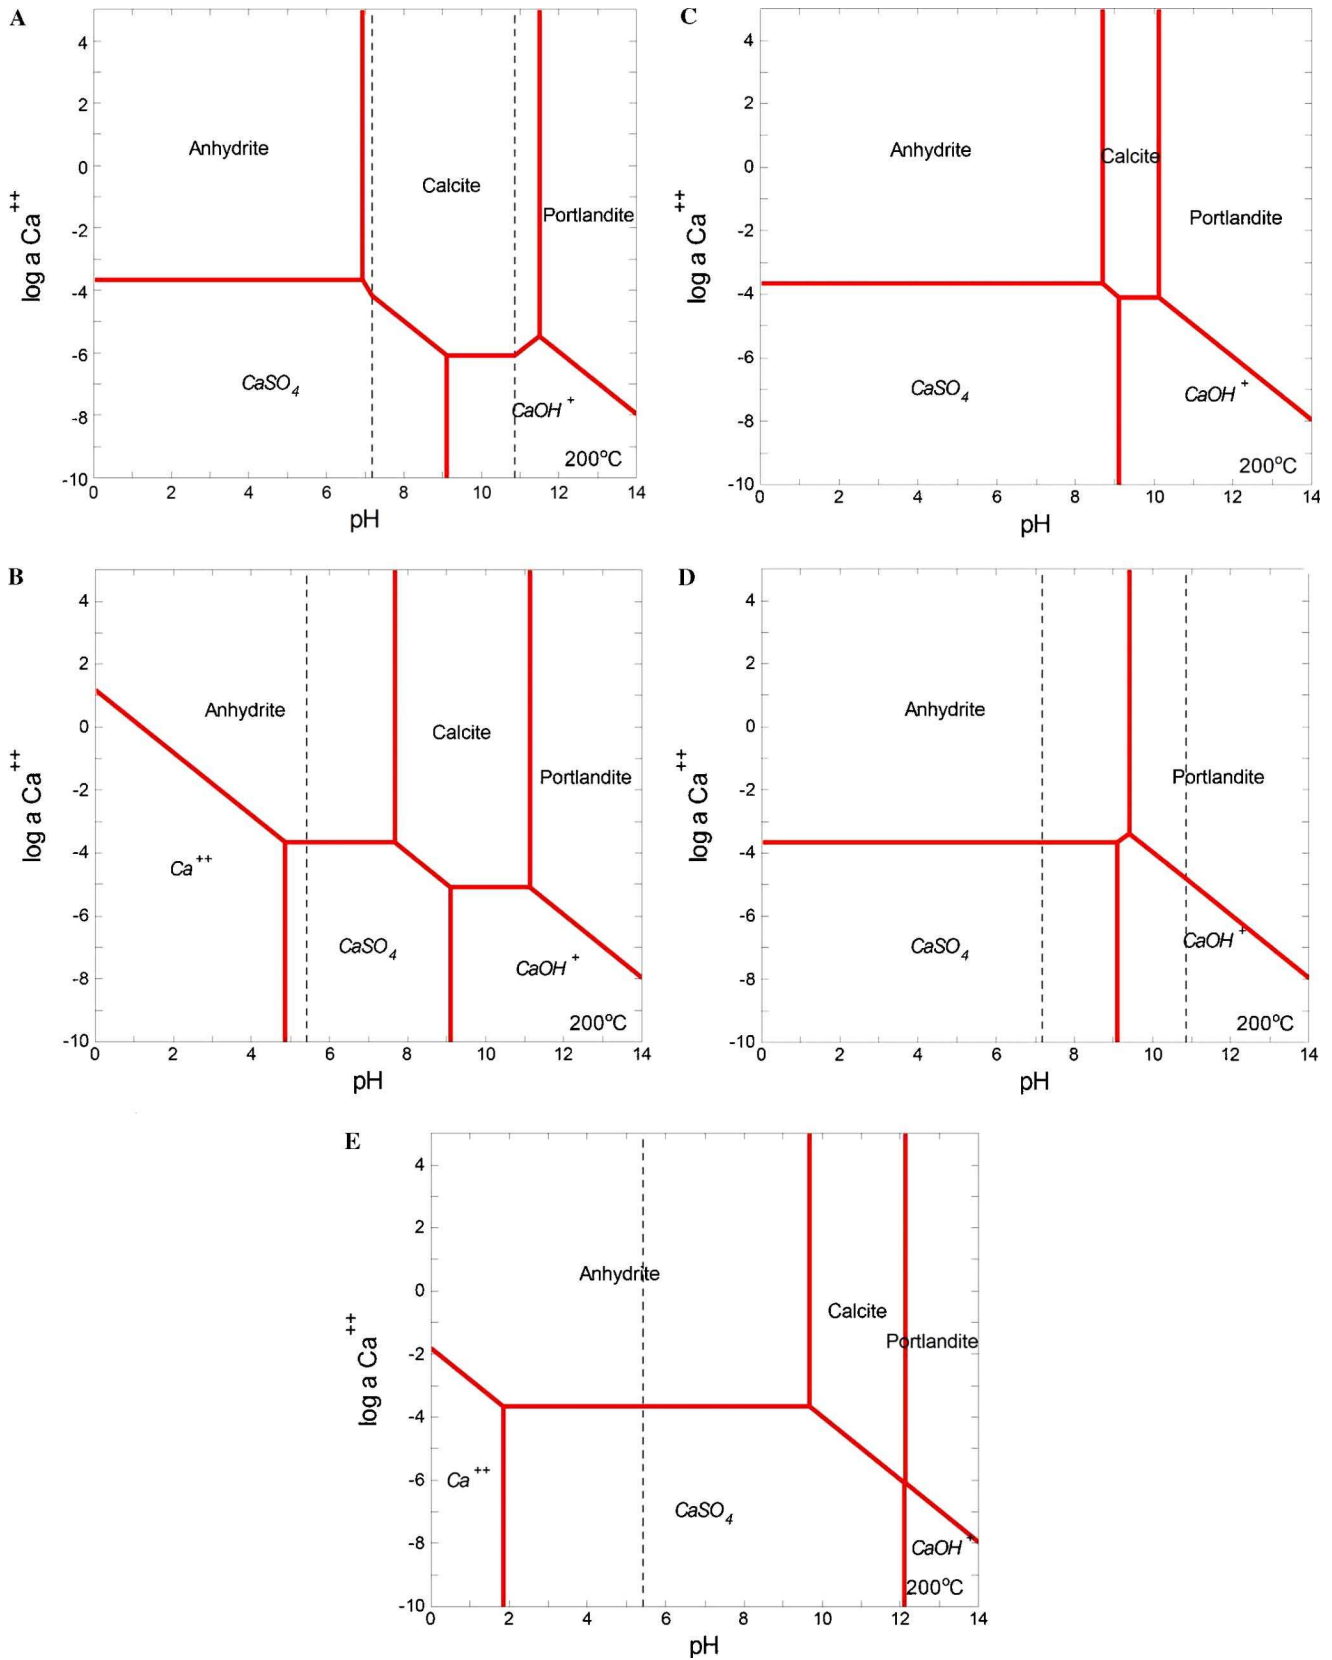 A
4
2
0
-2
-4
-6
-8
-10
log a Ca++
Anhydrite
Calcite
Portlandite
CaSO4
CaOH+
200°C
0 2 4 6 8 10 12 14
pH
C
4
2
0
-2
-4
-6
-8
-10
log a Ca++
Anhydrite
Calcite
Portlandite
CaSO4
CaOH+
200°C
0 2 4 6 8 10 12 14
pH
B
4
2
0
-2
-4
-6
-8
-10
log a Ca++
Anhydrite
Calcite
Portlandite
Ca++
CaSO4
CaOH+
200°C
0 2 4 6 8 10 12 14
pH
D
4
2
0
-2
-4
-6
-8
-10
log a Ca++
Anhydrite
Portlandite
CaSO4
CaOH+
200°C
0 2 4 6 8 10 12 14
pH
E
4
2
0
-2
-4
-6
-8
-10
log a Ca++
Anhydrite
Calcite
Portlandite
Ca++
CaSO4
CaOH+
200°C
0 2 4 6 8 10 12 14
pH